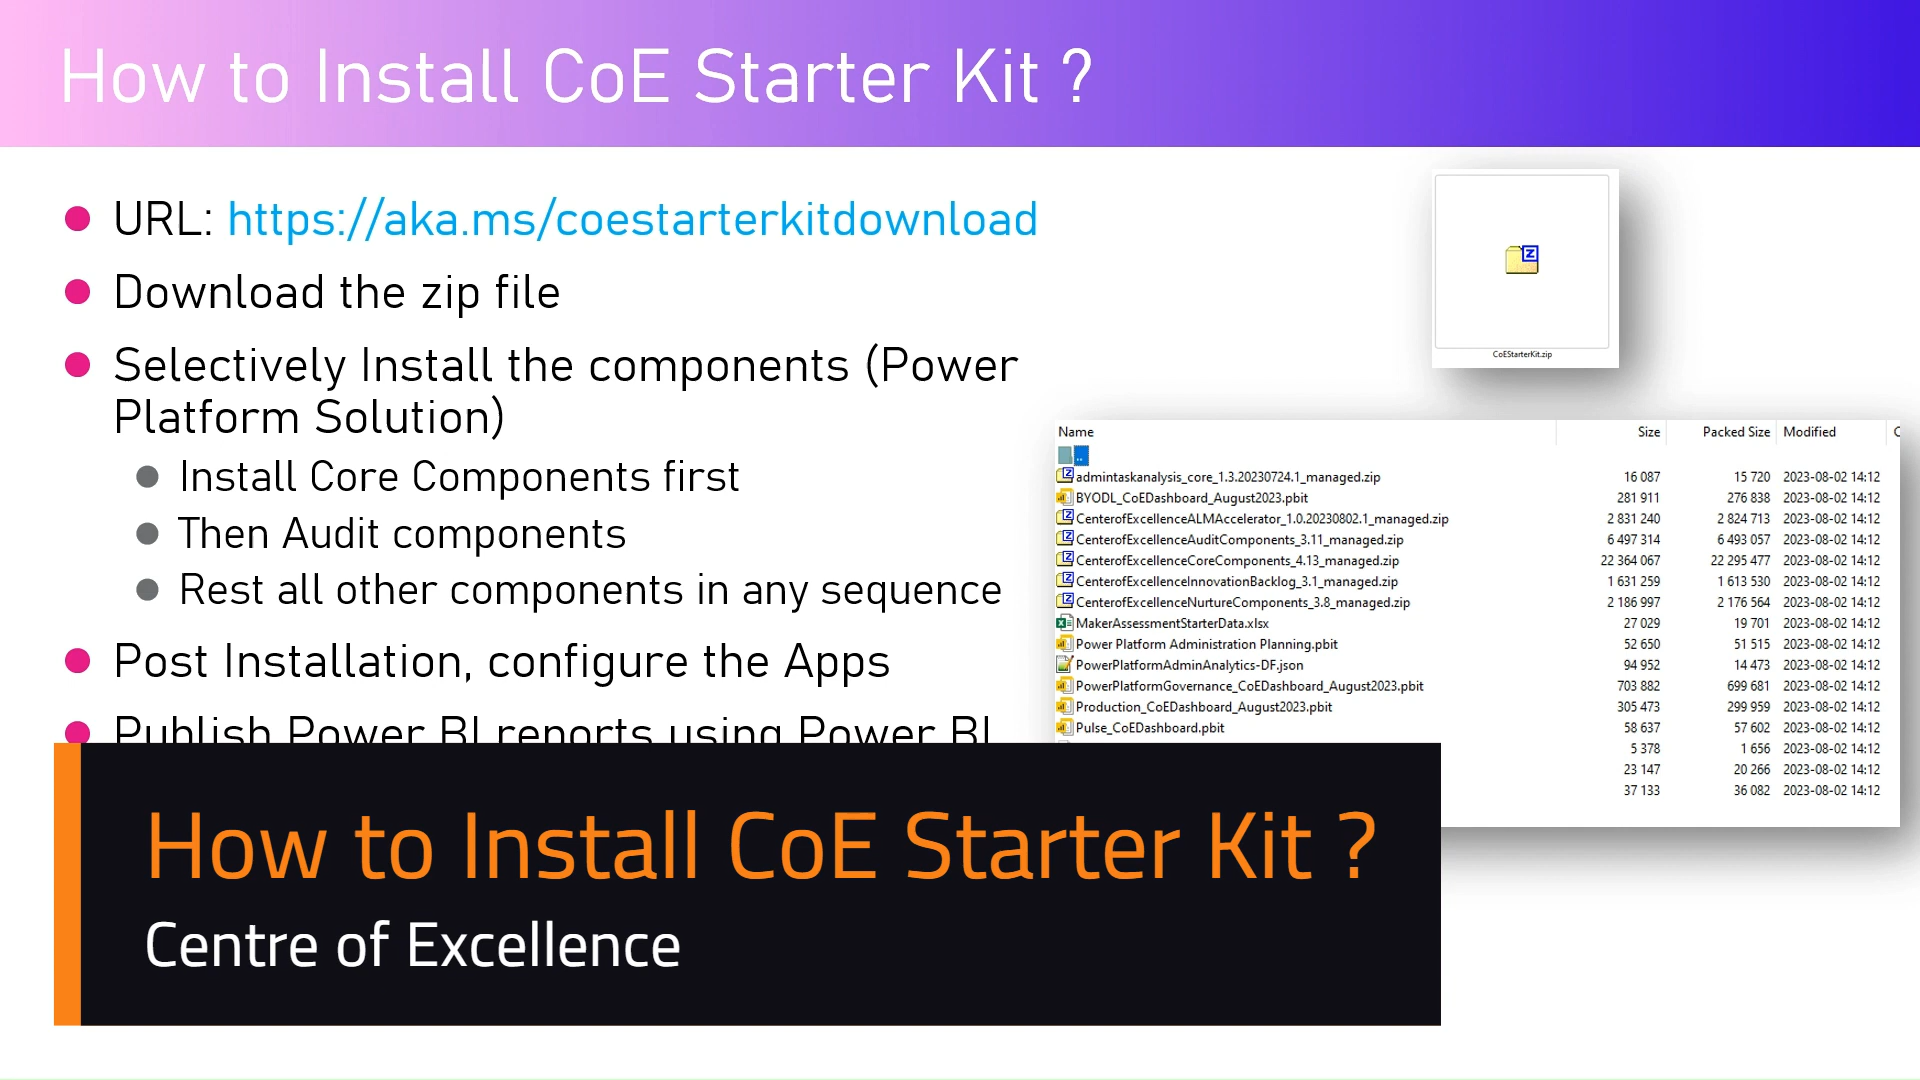 How to Install CoE Starter Kit ?
URL: https://aka.ms/coestarterkitdownload
Download the zip file
Selectively Install the components (Power
Platform Solution)
Install Core Components first
Then Audit components
Rest all other components in any sequence
Post Installation, configure the Apps
Publish Power BI reports using Power BI
CoEStarterKit.zip
Name Size Packed Size Modified
..
admintaskanalysis_core_1.3.20230724.1_managed.zip 16 087 15 720 2023-08-02 14:12
BYODL_CoEDashboard_August2023.pbit 281 911 276 838 2023-08-02 14:12
CenterofExcellenceALMAccelerator_1.0.20230802.1_managed.zip 2 831 240 2 824 713 2023-08-02 14:12
CenterofExcellenceAuditComponents_3.11_managed.zip 6 497 314 6 493 057 2023-08-02 14:12
CenterofExcellenceCoreComponents_4.13_managed.zip 22 364 067 22 295 477 2023-08-02 14:12
CenterofExcellenceInnovationBacklog_3.1_managed.zip 1 631 259 1 613 530 2023-08-02 14:12
CenterofExcellenceNurtureComponents_3.8_managed.zip 2 186 997 2 176 564 2023-08-02 14:12
MakerAssessmentStarterData.xlsx 27 029 19 701 2023-08-02 14:12
Power Platform Administration Planning.pbit 52 650 51 515 2023-08-02 14:12
PowerPlatformAdminAnalytics-DF.json 94 952 14 473 2023-08-02 14:12
PowerPlatformGovernance_CoEDashboard_August2023.pbit 703 882 699 681 2023-08-02 14:12
Production_CoEDashboard_August2023.pbit 305 473 299 959 2023-08-02 14:12
Pulse_CoEDashboard.pbit 58 637 57 602 2023-08-02 14:12
5 378 1 656 2023-08-02 14:12
23 147 20 266 2023-08-02 14:12
37 133 36 082 2023-08-02 14:12
How to Install CoE Starter Kit ?
Centre of Excellence